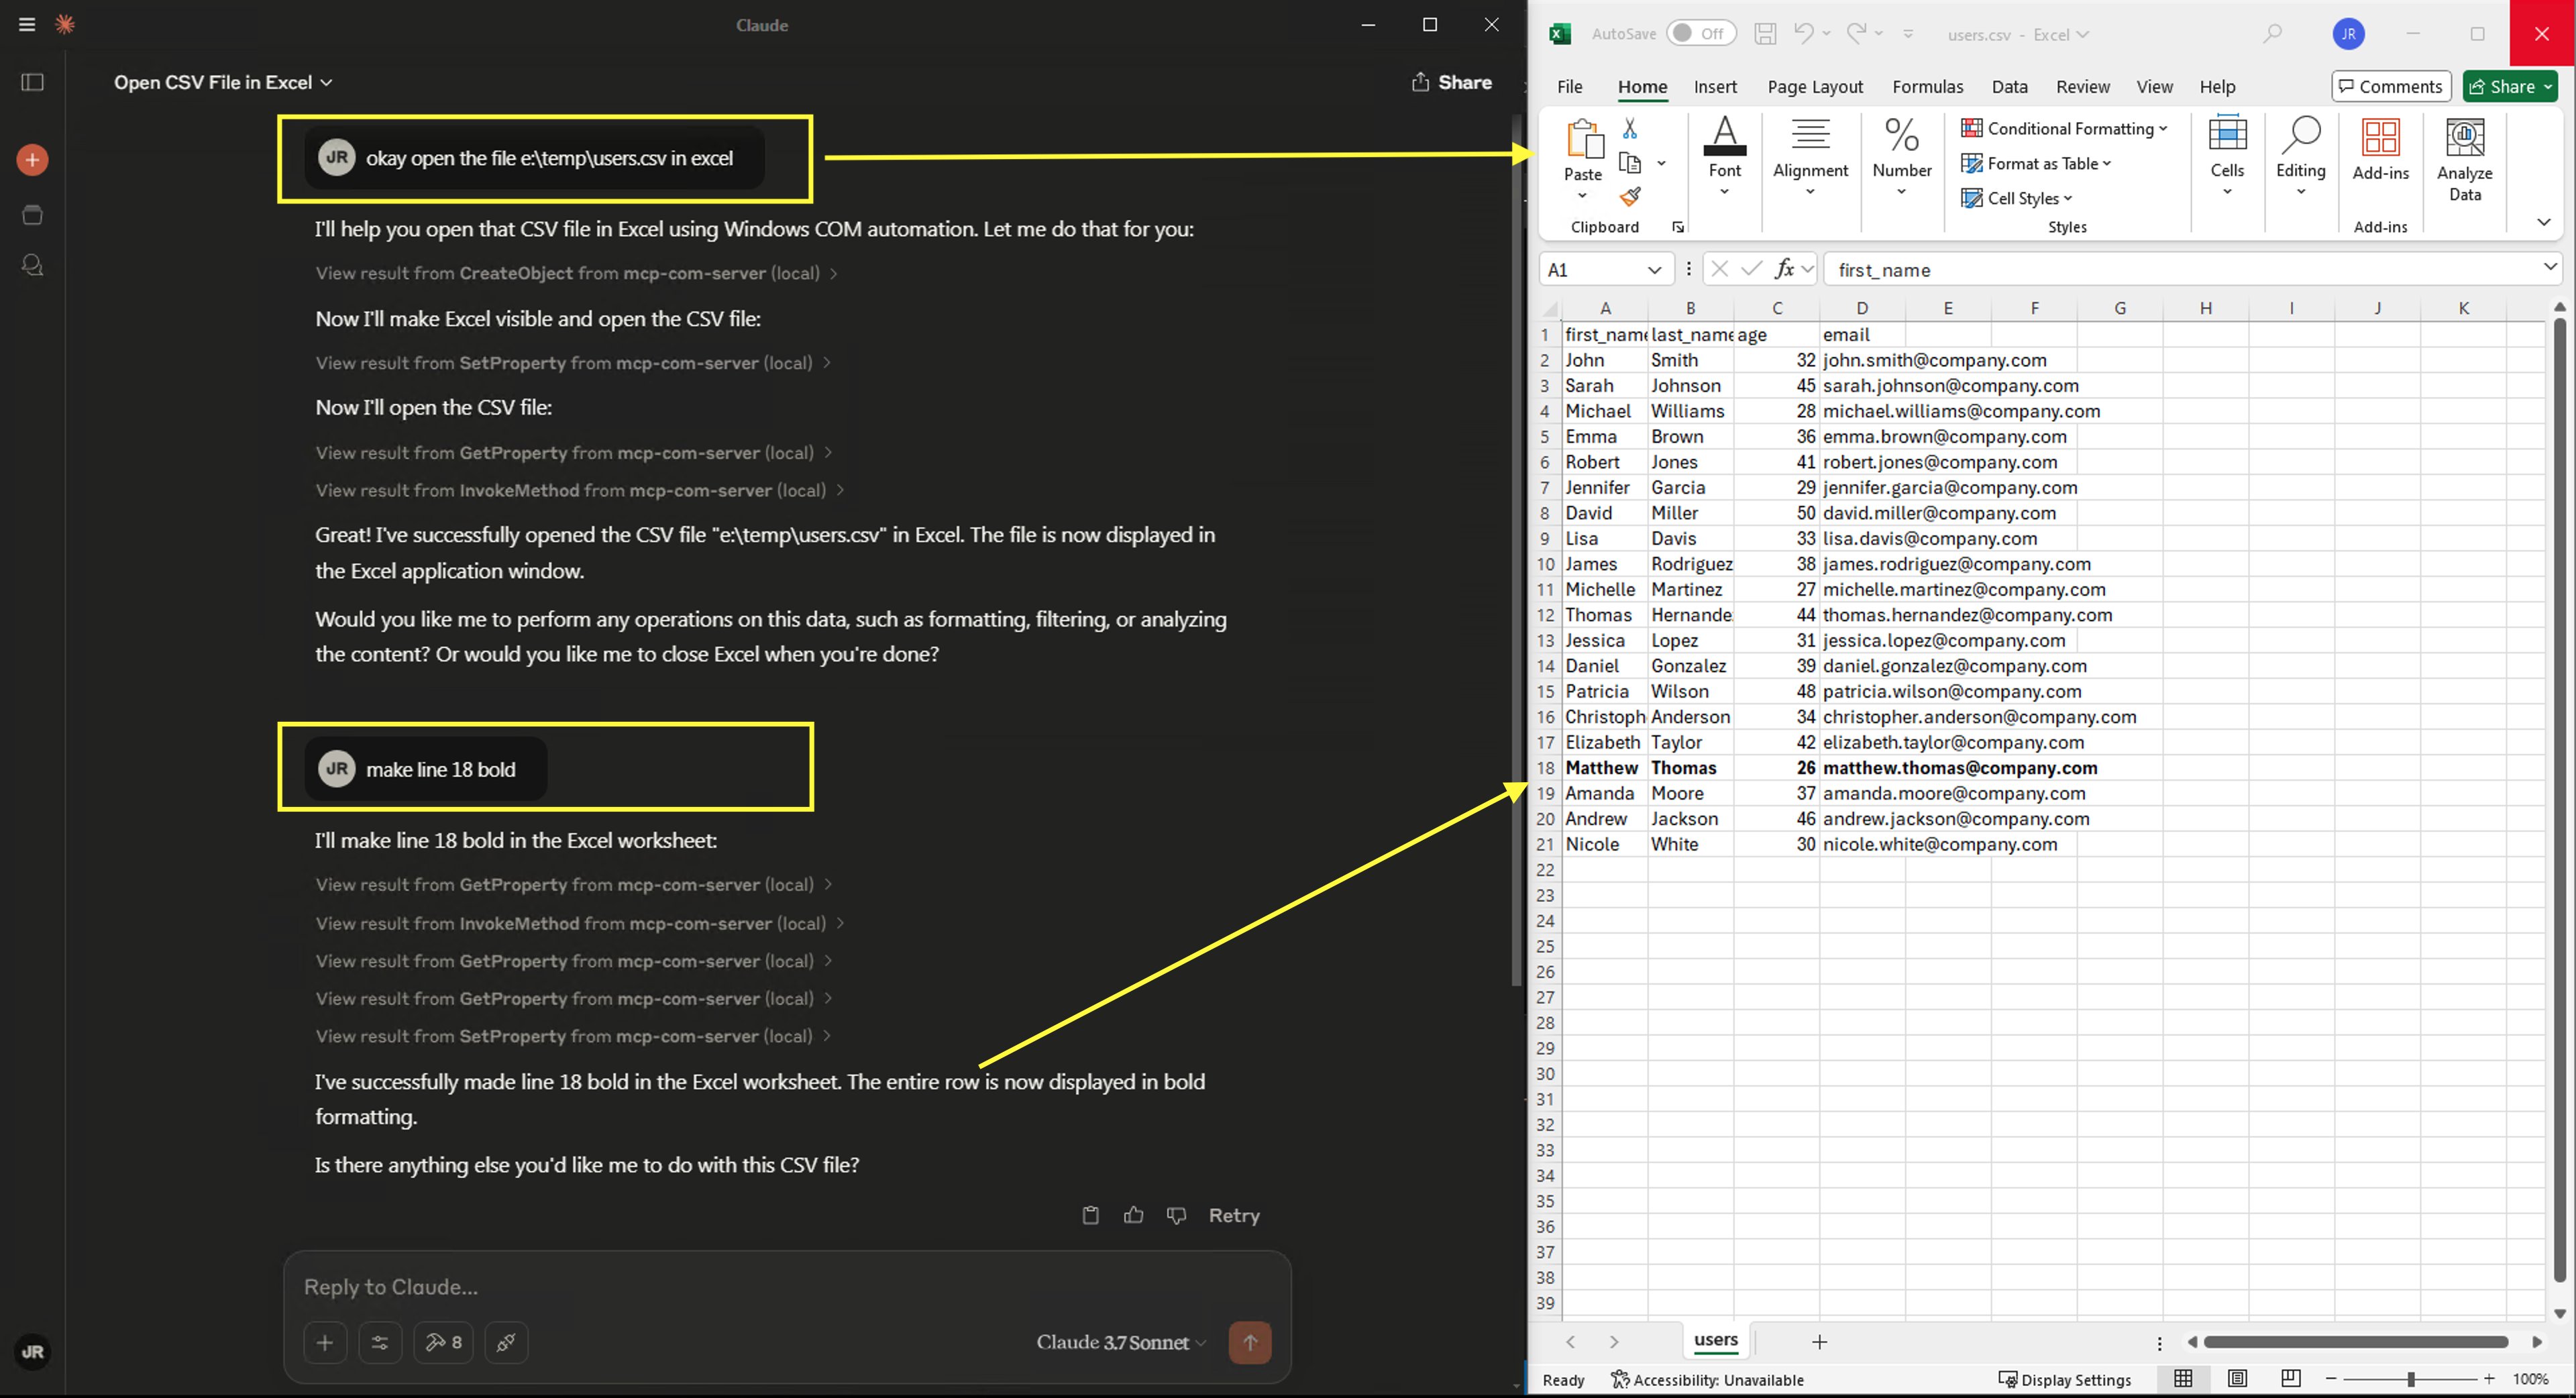 Claude
Open CSV File in Excel
Share
JR okay open the file e:\temp\users.csv in excel
I'll help you open that CSV file in Excel using Windows COM automation. Let me do that for you:
View result from CreateObject from mcp-com-server (local)
Now I'll make Excel visible and open the CSV file:
View result from SetProperty from mcp-com-server (local)
Now I'll open the CSV file:
View result from GetProperty from mcp-com-server (local)
View result from InvokeMethod from mcp-com-server (local)
Great! I've successfully opened the CSV file "e:\temp\users.csv" in Excel. The file is now displayed in
the Excel application window.
Would you like me to perform any operations on this data, such as formatting, filtering, or analyzing
the content? Or would you like me to close Excel when you're done?
JR make line 18 bold
I'll make line 18 bold in the Excel worksheet:
View result from GetProperty from mcp-com-server (local)
View result from InvokeMethod from mcp-com-server (local)
View result from GetProperty from mcp-com-server (local)
View result from GetProperty from mcp-com-server (local)
View result from SetProperty from mcp-com-server (local)
I've successfully made line 18 bold in the Excel worksheet. The entire row is now displayed in bold
formatting.
Is there anything else you'd like me to do with this CSV file?
Retry
Reply to Claude...
8
Claude 3.7 Sonnet
JR
AutoSave Off users.csv - Excel JR
File Home Insert Page Layout Formulas Data Review View Help Comments Share
Paste
Clipboard
Font
Alignment
Number
Conditional Formatting
Format as Table
Cell Styles
Styles
Cells
Editing
Add-ins
Add-ins
Analyze
Data
A1 fx first_name
A B C D E F G H I J K
1 first_name last_name age email
2 John Smith 32 john.smith@company.com
3 Sarah Johnson 45 sarah.johnson@company.com
4 Michael Williams 28 michael.williams@company.com
5 Emma Brown 36 emma.brown@company.com
6 Robert Jones 41 robert.jones@company.com
7 Jennifer Garcia 29 jennifer.garcia@company.com
8 David Miller 50 david.miller@company.com
9 Lisa Davis 33 lisa.davis@company.com
10 James Rodriguez 38 james.rodriguez@company.com
11 Michelle Martinez 27 michelle.martinez@company.com
12 Thomas Hernande 44 thomas.hernandez@company.com
13 Jessica Lopez 31 jessica.lopez@company.com
14 Daniel Gonzalez 39 daniel.gonzalez@company.com
15 Patricia Wilson 48 patricia.wilson@company.com
16 Christoph Anderson 34 christopher.anderson@company.com
17 Elizabeth Taylor 42 elizabeth.taylor@company.com
18 Matthew Thomas 26 matthew.thomas@company.com
19 Amanda Moore 37 amanda.moore@company.com
20 Andrew Jackson 46 andrew.jackson@company.com
21 Nicole White 30 nicole.white@company.com
22
23
24
25
26
27
28
29
30
31
32
33
34
35
36
37
38
39
users
Ready Accessibility: Unavailable Display Settings 100%